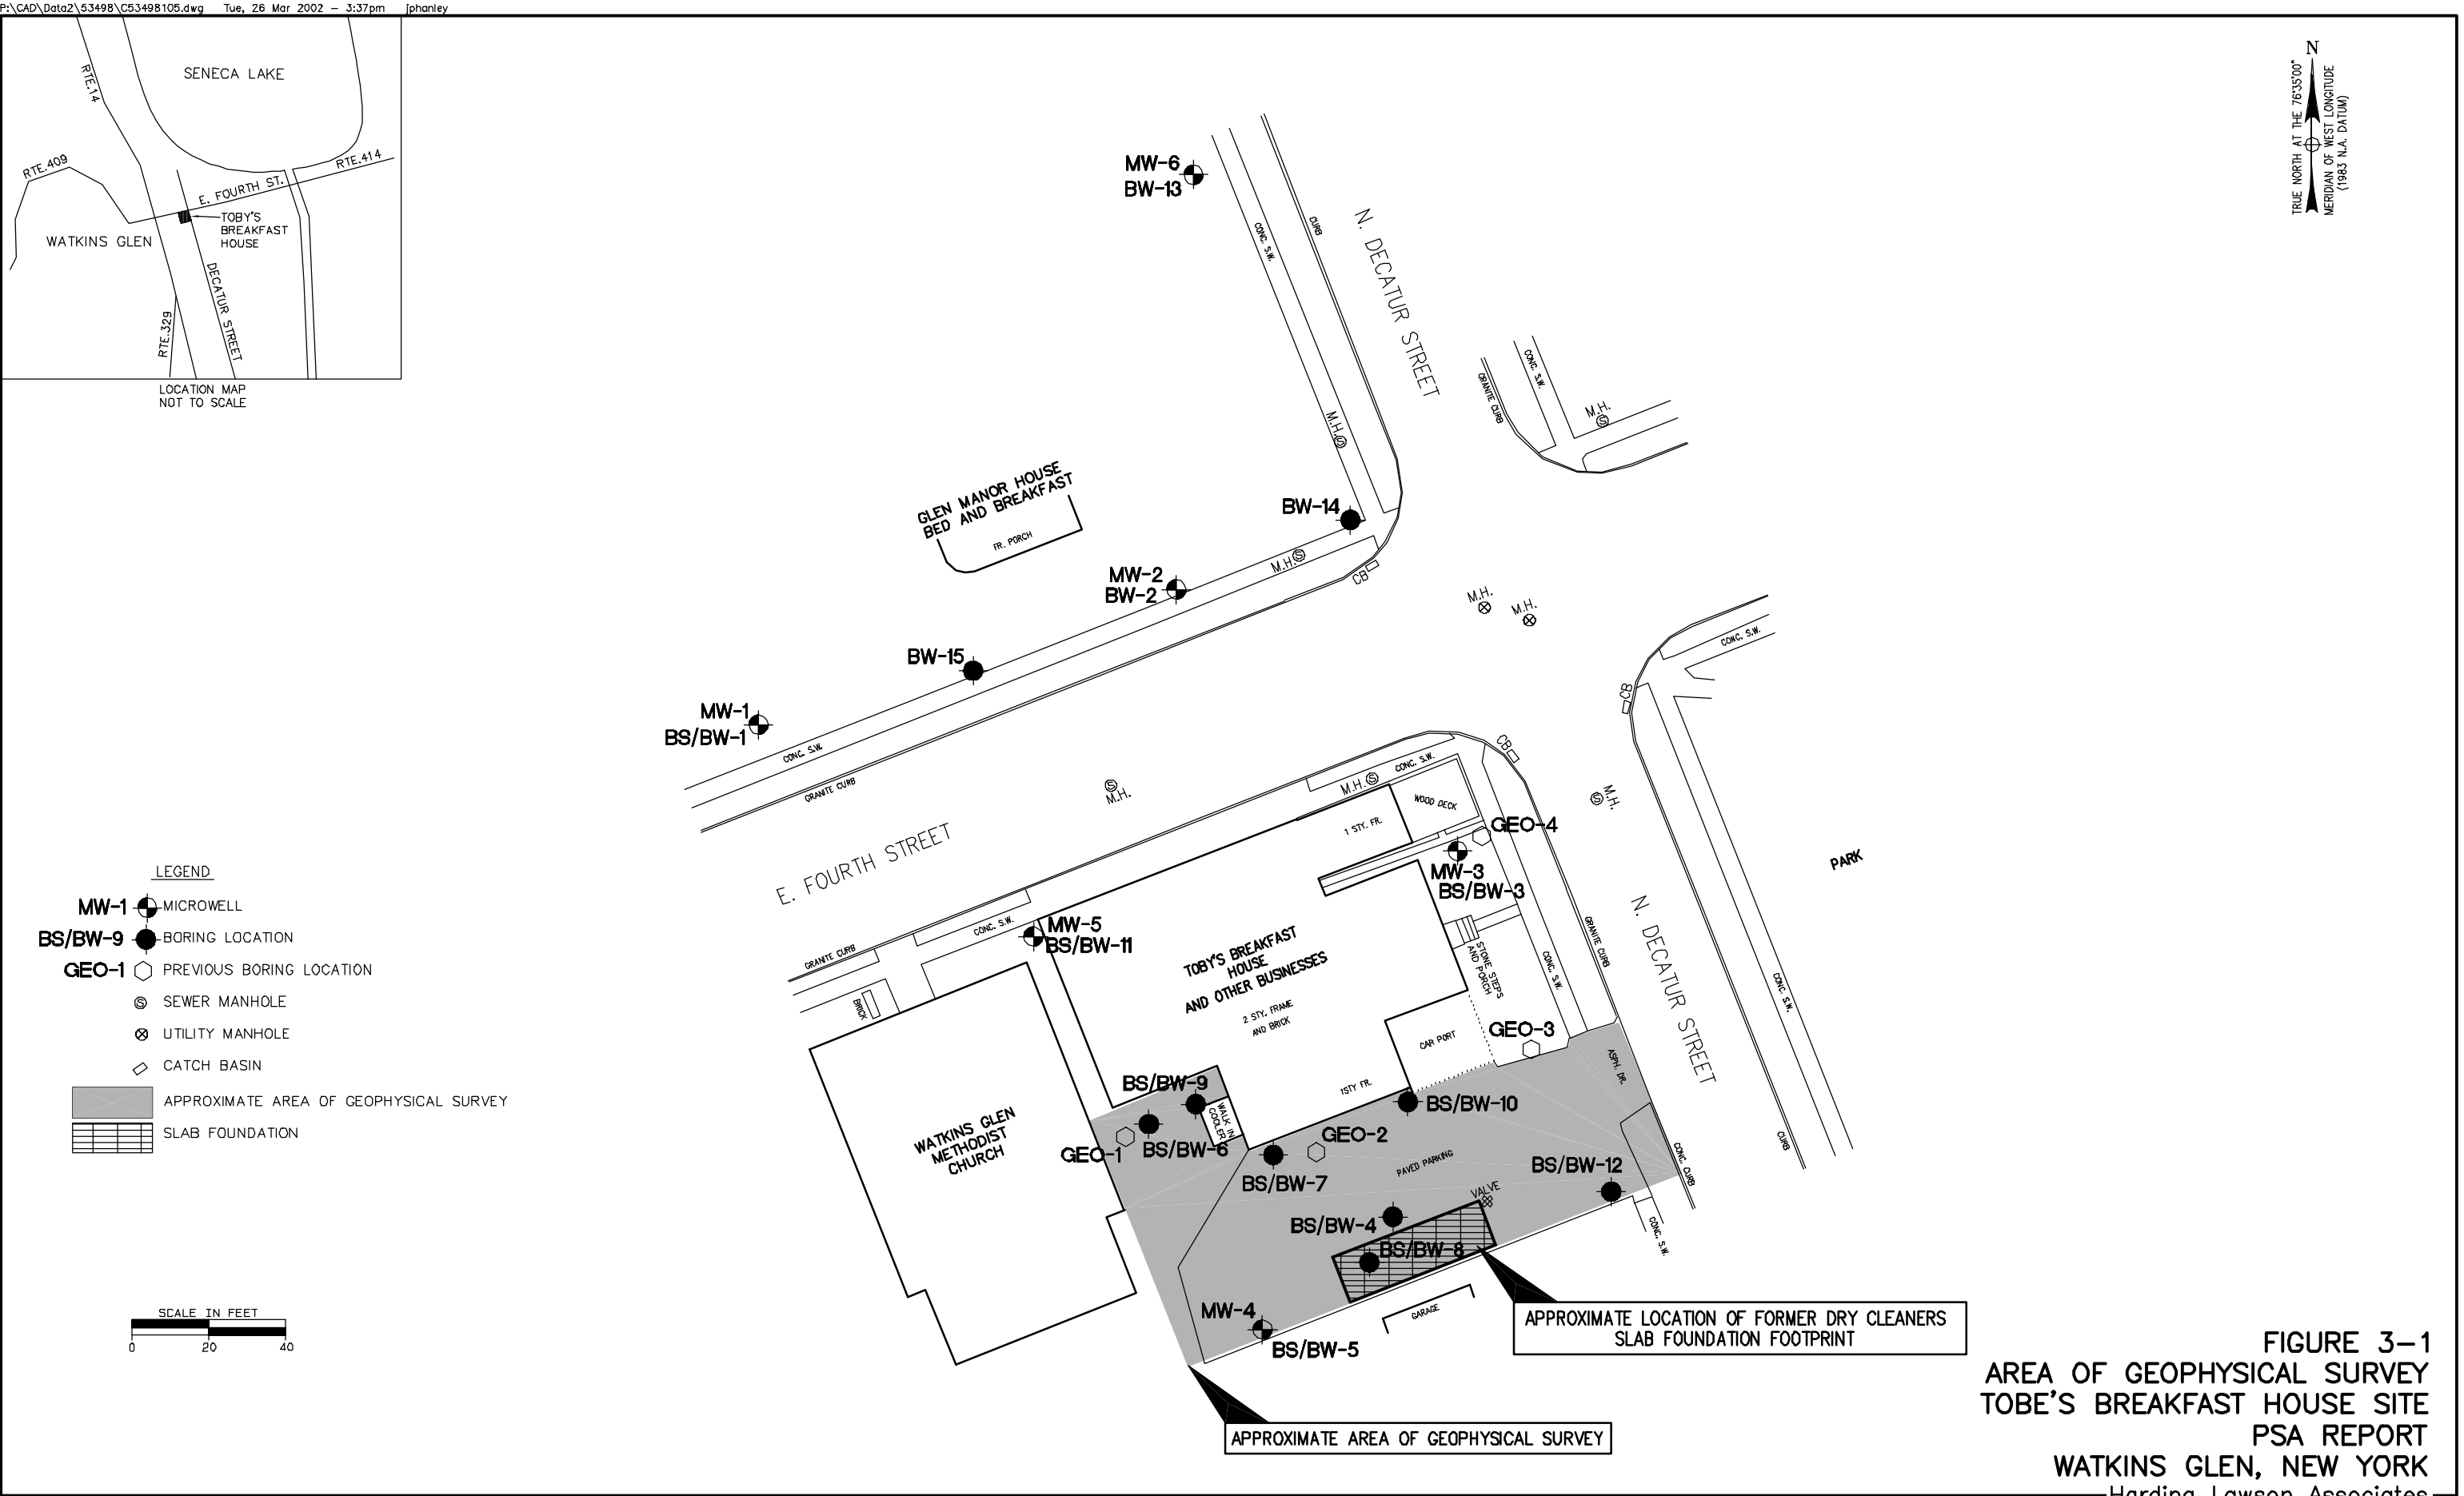 P:\CAD\Data2\53498\C53498105.dwg Tue, 26 Mar 2002 - 3:37pm jphanley
SENECA LAKE
RTE.14
RTE.409
RTE.414
E. FOURTH ST.
TOBY'S
BREAKFAST
HOUSE
WATKINS GLEN
DECATUR STREET
RTE.329
LOCATION MAP
NOT TO SCALE
N
TRUE NORTH AT THE 76°35'00"
MERIDIAN OF WEST LONGITUDE
(1983 N.A. DATUM)
MW-6
BW-13
CONC. S.W.
CURB
N. DECATUR STREET
GRANITE CURB
CONC. S.W.
M.H.
M.H.
GLEN MANOR HOUSE
BED AND BREAKFAST
FR. PORCH
BW-14
M.H.
CB
MW-2
BW-2
M.H.
M.H.
BW-15
CONC. S.W.
CB
MW-1
BS/BW-1
CONC. S.W.
GRANITE CURB
M.H.
E. FOURTH STREET
CB
M.H.
CONC. S.W.
WOOD DECK
1 STY. FR.
M.H.
GEO-4
MW-3
BS/BW-3
PARK
MW-5
BS/BW-11
CONC. S.W.
GRANITE CURB
BRICK
TOBY'S BREAKFAST
HOUSE
AND OTHER BUSINESSES
2 STY. FRAME
AND BRICK
STONE STEPS
AND PORCH
CONC. S.W.
GRANITE CURB
N. DECATUR STREET
CONC. S.W.
CURB
CAR PORT
GEO-3
ASPH. DR.
1STY FR.
BS/BW-9
WALK IN
COOLER
BS/BW-10
WATKINS GLEN
METHODIST
CHURCH
GEO-1
BS/BW-6
GEO-2
BS/BW-7
PAVED PARKING
BS/BW-12
CONC. CURB
VALVE
BS/BW-4
BS/BW-8
CONC. S.W.
MW-4
BS/BW-5
GARAGE
APPROXIMATE LOCATION OF FORMER DRY CLEANERS
SLAB FOUNDATION FOOTPRINT
APPROXIMATE AREA OF GEOPHYSICAL SURVEY
LEGEND
MW-1 MICROWELL
BS/BW-9 BORING LOCATION
GEO-1 PREVIOUS BORING LOCATION
S SEWER MANHOLE
UTILITY MANHOLE
CATCH BASIN
APPROXIMATE AREA OF GEOPHYSICAL SURVEY
SLAB FOUNDATION
SCALE IN FEET
0 20 40
FIGURE 3-1
AREA OF GEOPHYSICAL SURVEY
TOBE'S BREAKFAST HOUSE SITE
PSA REPORT
WATKINS GLEN, NEW YORK
Harding Lawson Associates